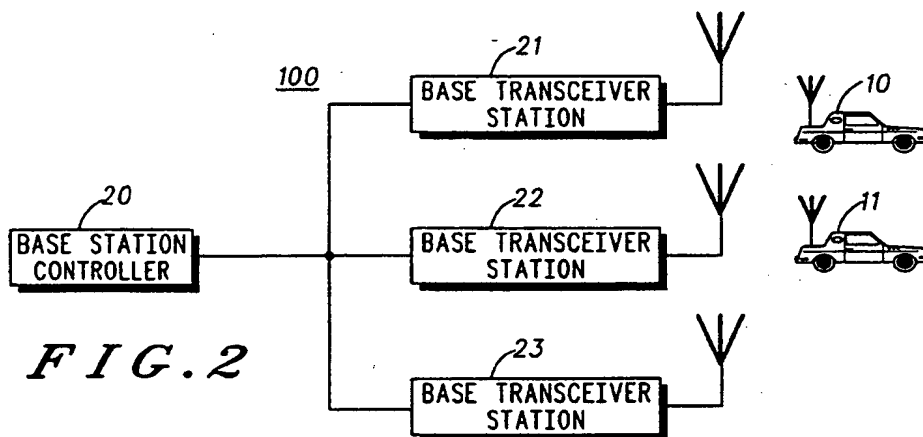 21
100
BASE TRANSCEIVER
STATION
10
20
22
11
BASE STATION
CONTROLLER
BASE TRANSCEIVER
STATION
FIG.2
23
BASE TRANSCEIVER
STATION